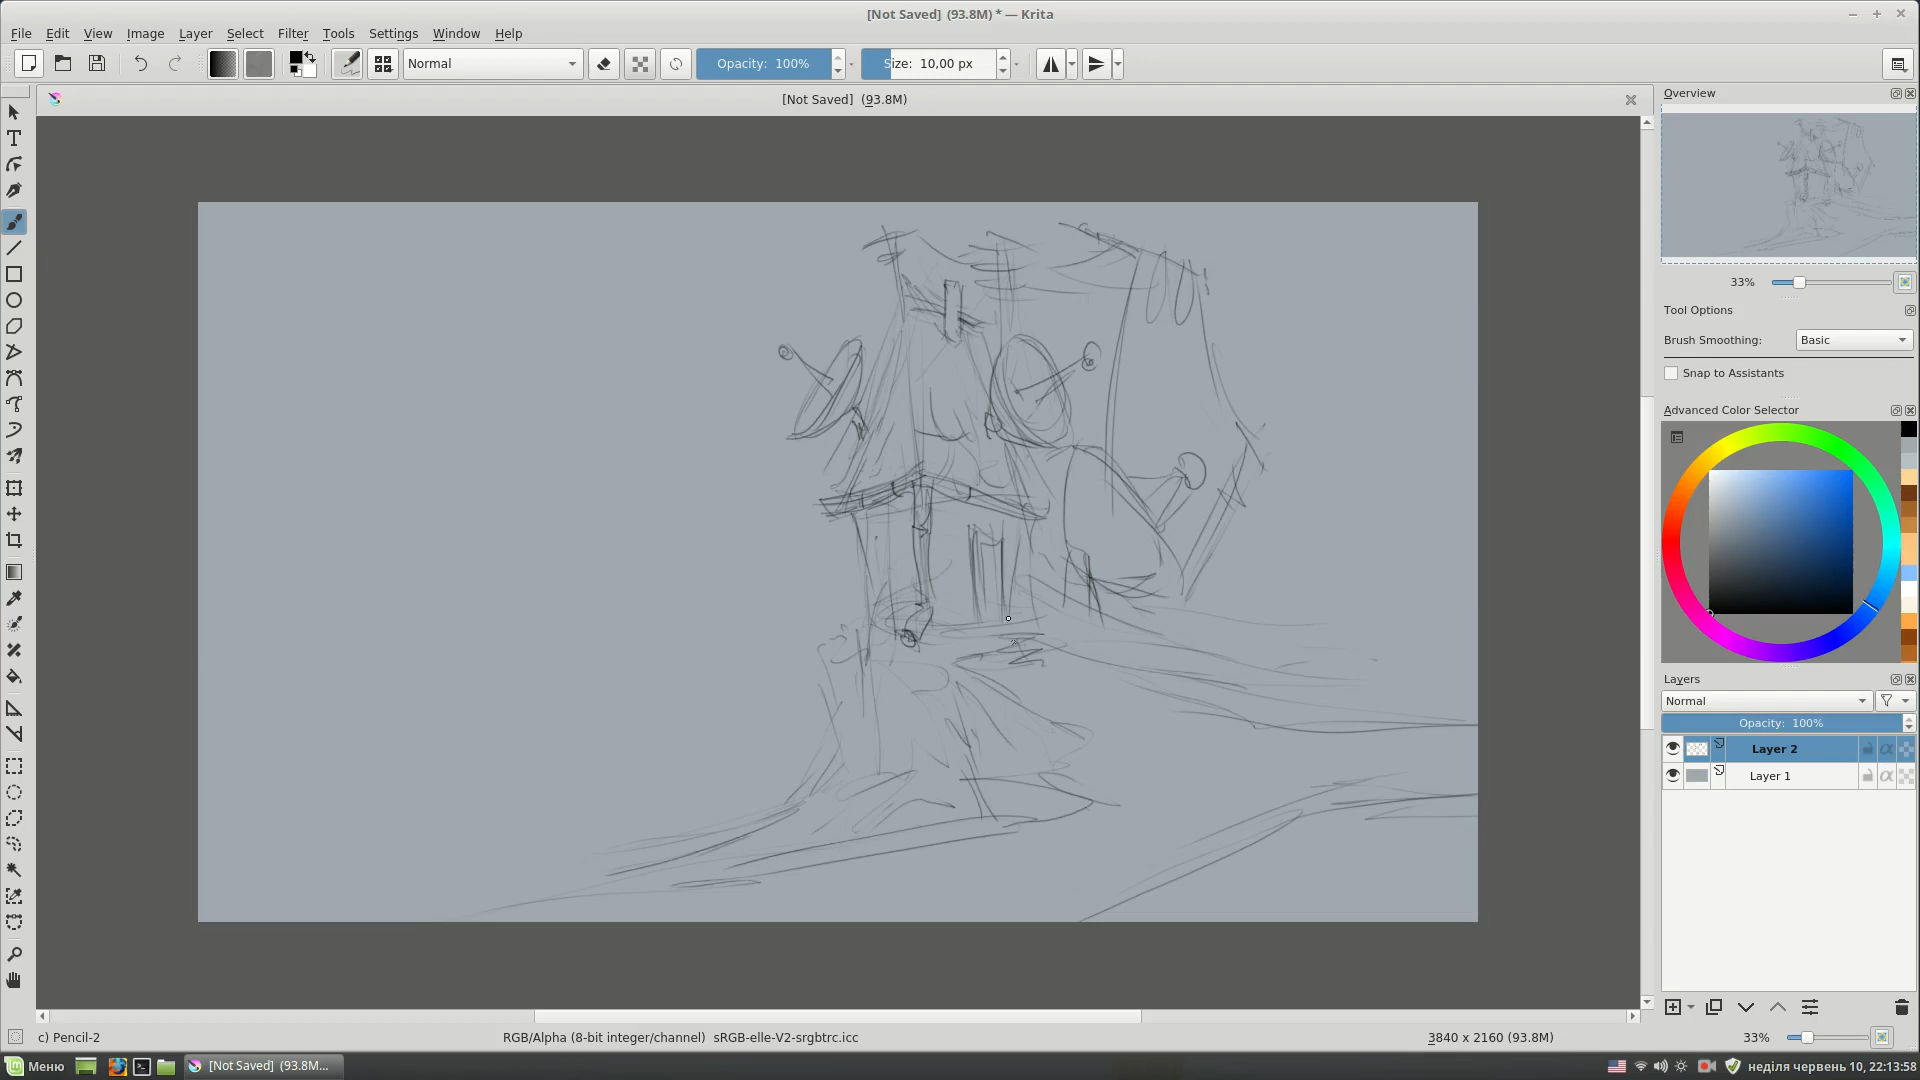 [Not Saved]  (93.8M) * — Krita
File Edit View Image Layer Select Filter Tools Settings Window Help
Normal Opacity: 100% Size: 10,00 px
[Not Saved]  (93.8M)
Overview
33%
Tool Options
Brush Smoothing: Basic
Snap to Assistants
Advanced Color Selector
Layers
Normal
Opacity: 100%
Layer 2
Layer 1
c) Pencil-2 RGB/Alpha (8-bit integer/channel)  sRGB-elle-V2-srgbtrc.icc 3840 x 2160 (93.8M) 33%
Меню [Not Saved]  (93.8M... неділя червень 10, 22:13:58